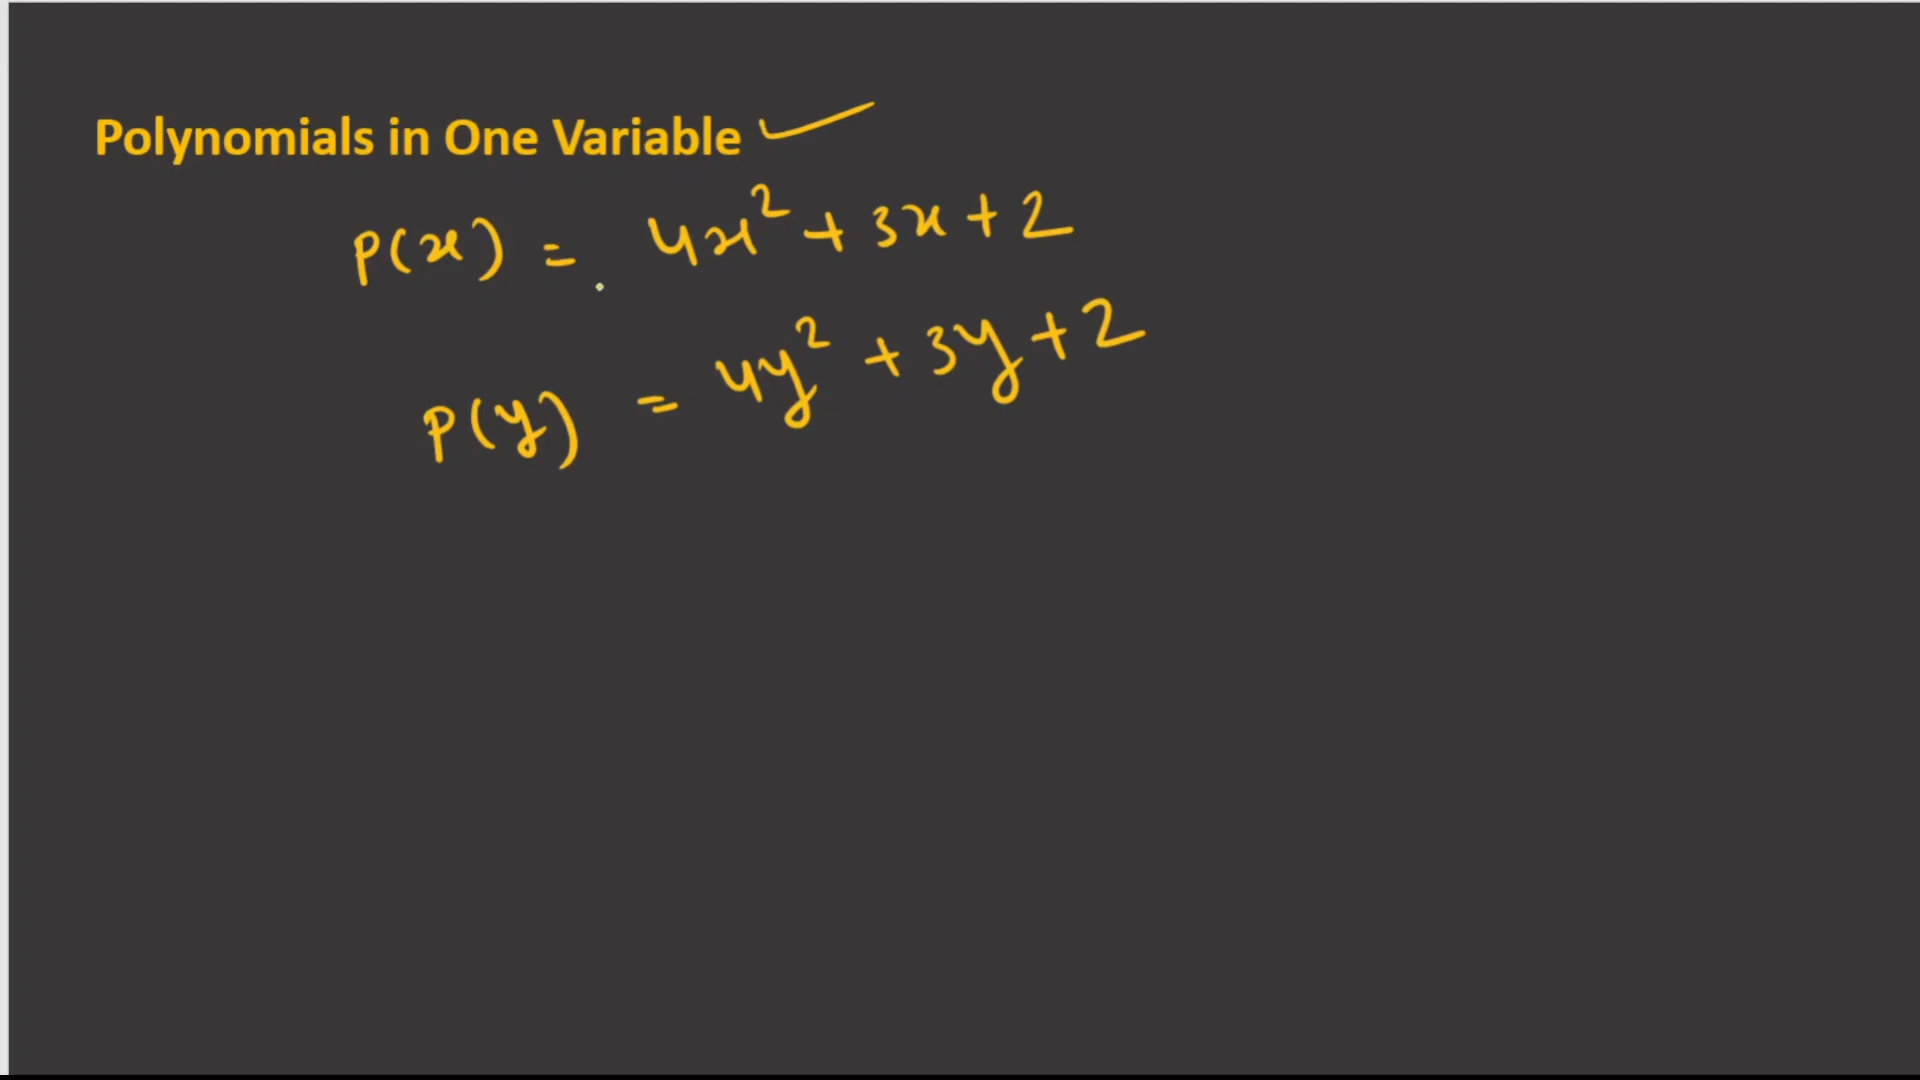 Polynomials in One Variable
P(x) = 4x² + 3x + 2
P(y) = 4y² + 3y + 2